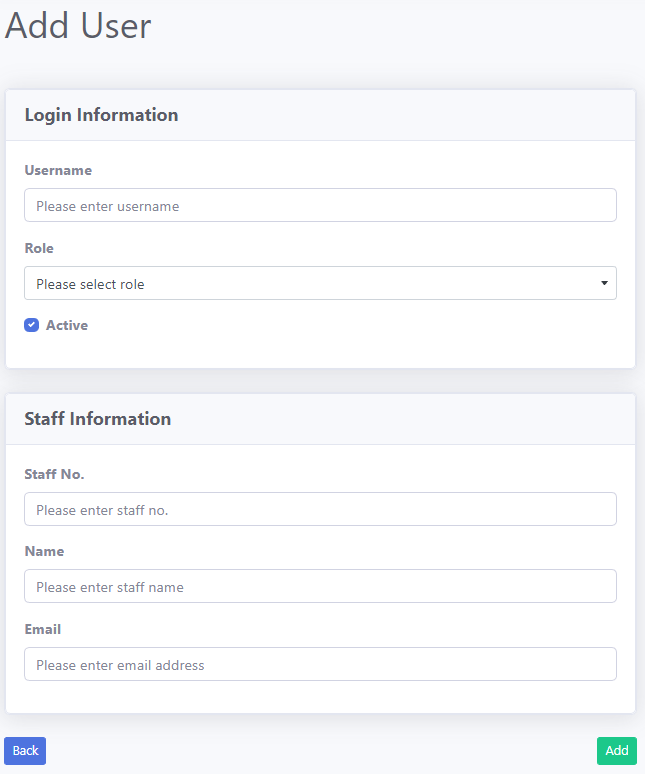 Add User
Login Information
Username
Please enter username
Role
Please select role
Active
Staff Information
Staff No.
Please enter staff no.
Name
Please enter staff name
Email
Please enter email address
Back
Add